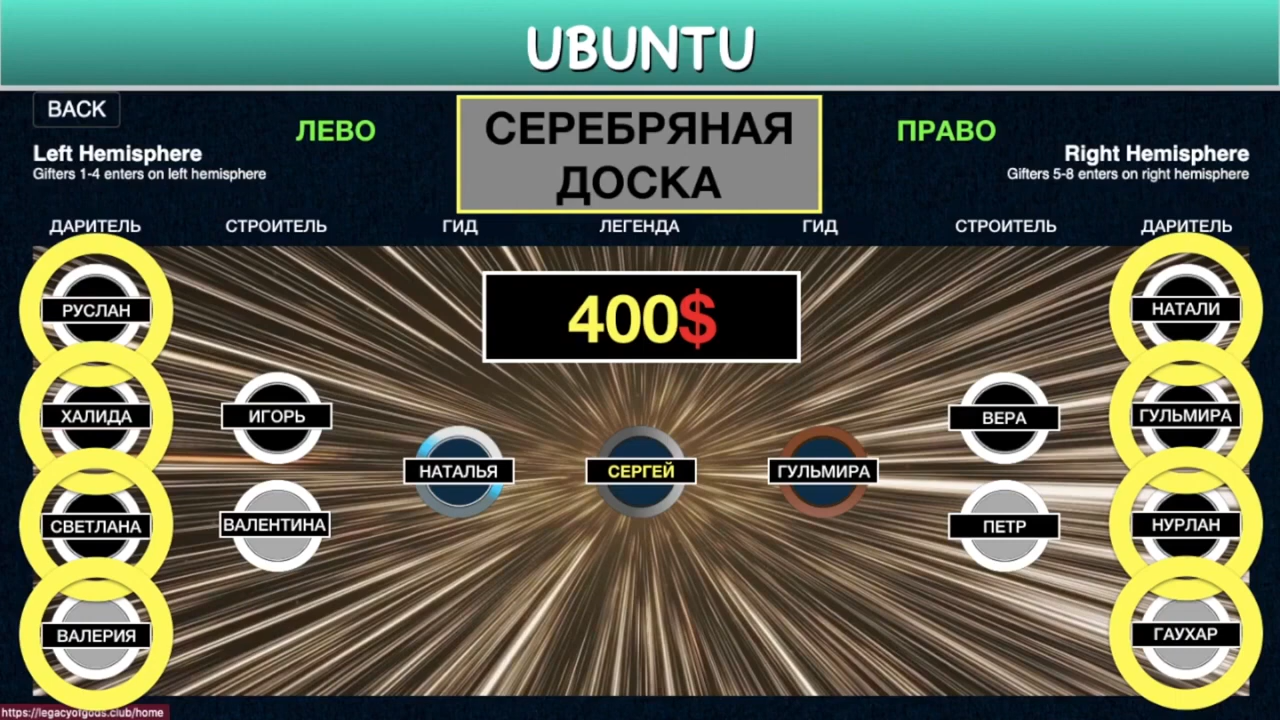 UBUNTU
BACK
ЛЕВО
СЕРЕБРЯНАЯ
ДОСКА
ПРАВО
Left Hemisphere
Gifters 1-4 enters on left hemisphere
Right Hemisphere
Gifters 5-8 enters on right hemisphere
ДАРИТЕЛЬ СТРОИТЕЛЬ ГИД ЛЕГЕНДА ГИД СТРОИТЕЛЬ ДАРИТЕЛЬ
РУСЛАН
400$
НАТАЛИ
ХАЛИДА
ИГОРЬ
ВЕРА
ГУЛЬМИРА
НАТАЛЬЯ
СЕРГЕЙ
ГУЛЬМИРА
СВЕТЛАНА
ВАЛЕНТИНА
ПЕТР
НУРЛАН
ВАЛЕРИЯ
ГАУХАР
https://legacyofgods.club/home